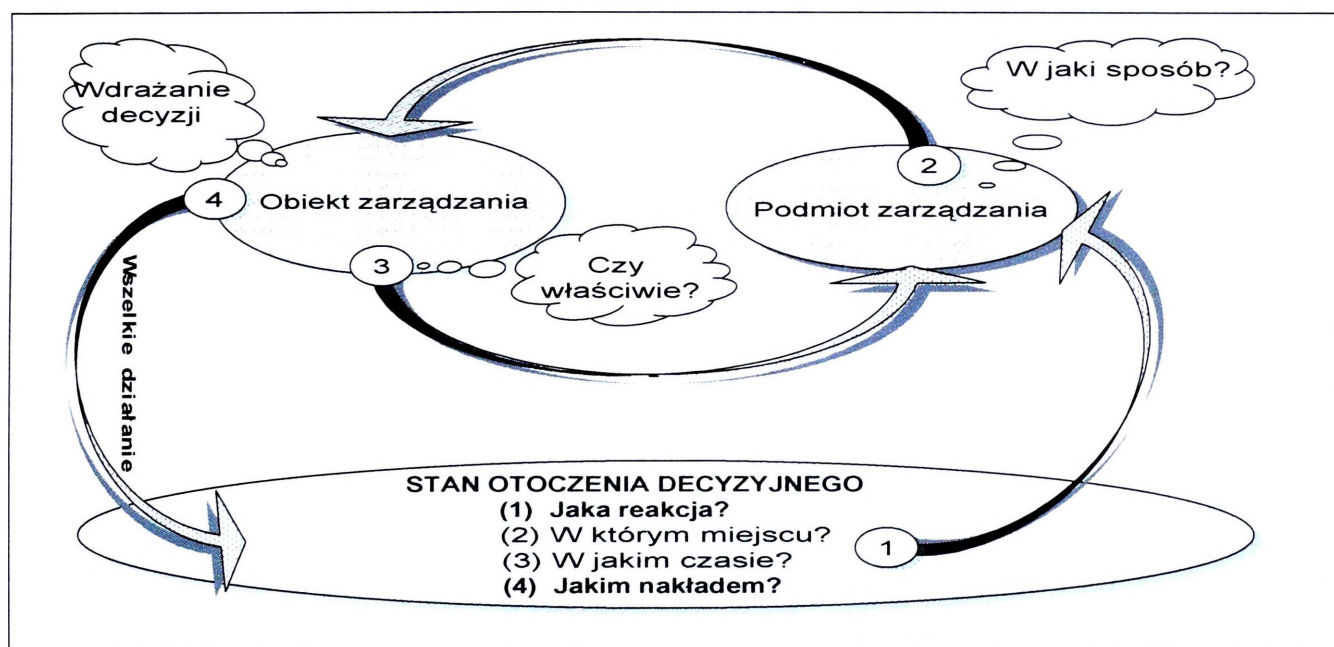 Wdrażanie
decyzji
W jaki sposób?
2
4
Obiekt zarządzania
Podmiot zarządzania
3
Czy
właściwie?
Wszelkie działanie
STAN OTOCZENIA DECYZYJNEGO
(1) Jaka reakcja?
(2) W którym miejscu?
(3) W jakim czasie?
(4) Jakim nakładem?
1